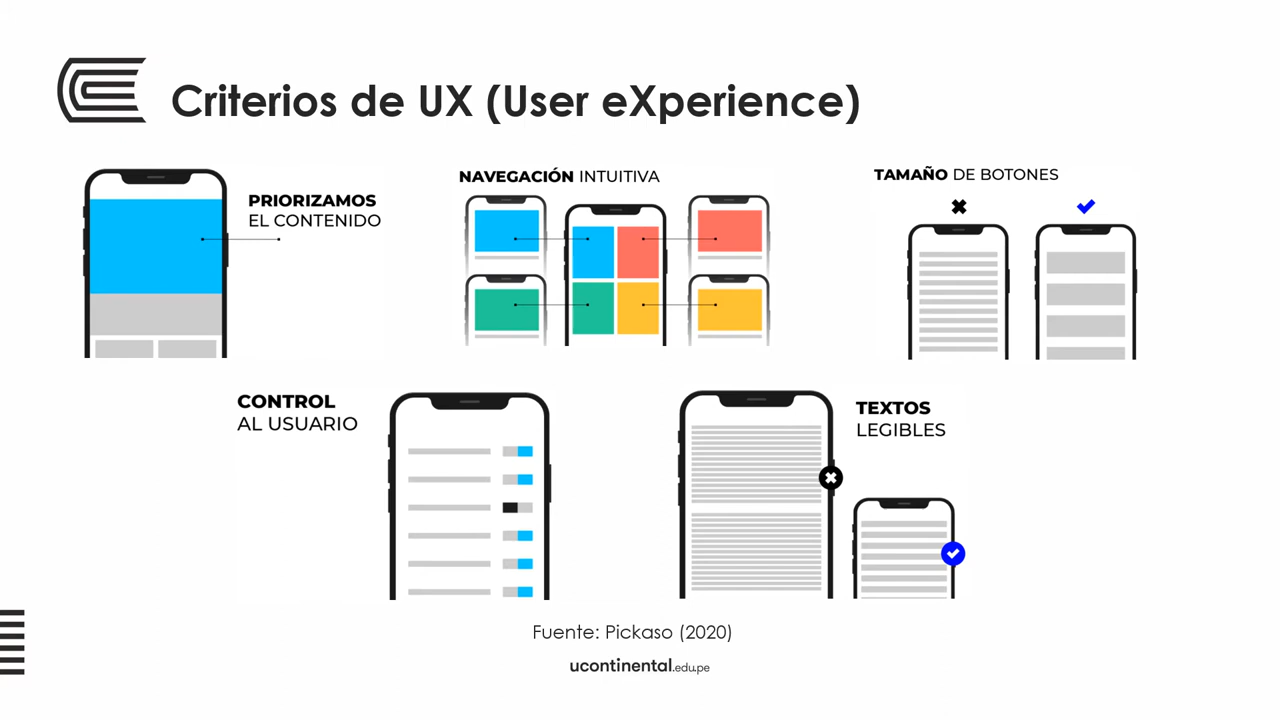 Criterios de UX (User eXperience)
PRIORIZAMOS
EL CONTENIDO
NAVEGACIÓN INTUITIVA
TAMAÑO DE BOTONES
CONTROL
AL USUARIO
TEXTOS
LEGIBLES
Fuente: Pickaso (2020)
ucontinental.edu.pe